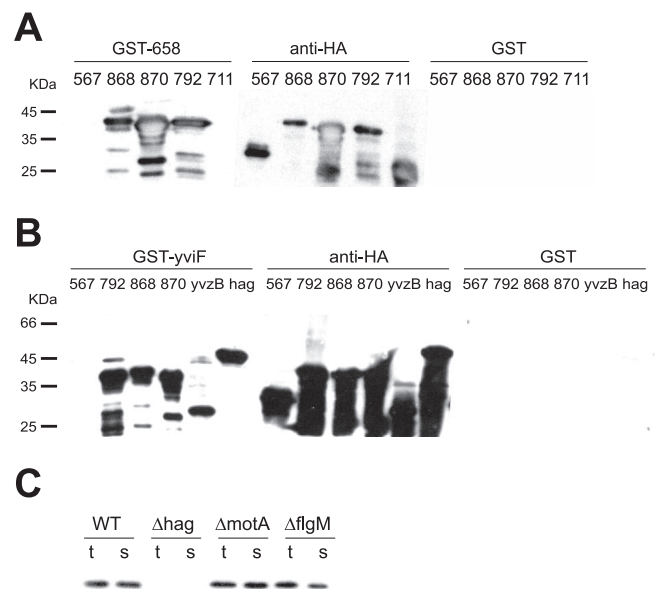 A
GST-658 anti-HA GST
KDa 567 868 870 792 711 567 868 870 792 711 567 868 870 792 711
45
35
25
B
GST-yviF anti-HA GST
567 792 868 870 yvzB hag 567 792 868 870 yvzB hag 567 792 868 870 yvzB hag
KDa
66
45
35
25
C
WT Δhag ΔmotA ΔflgM
t s t s t s t s